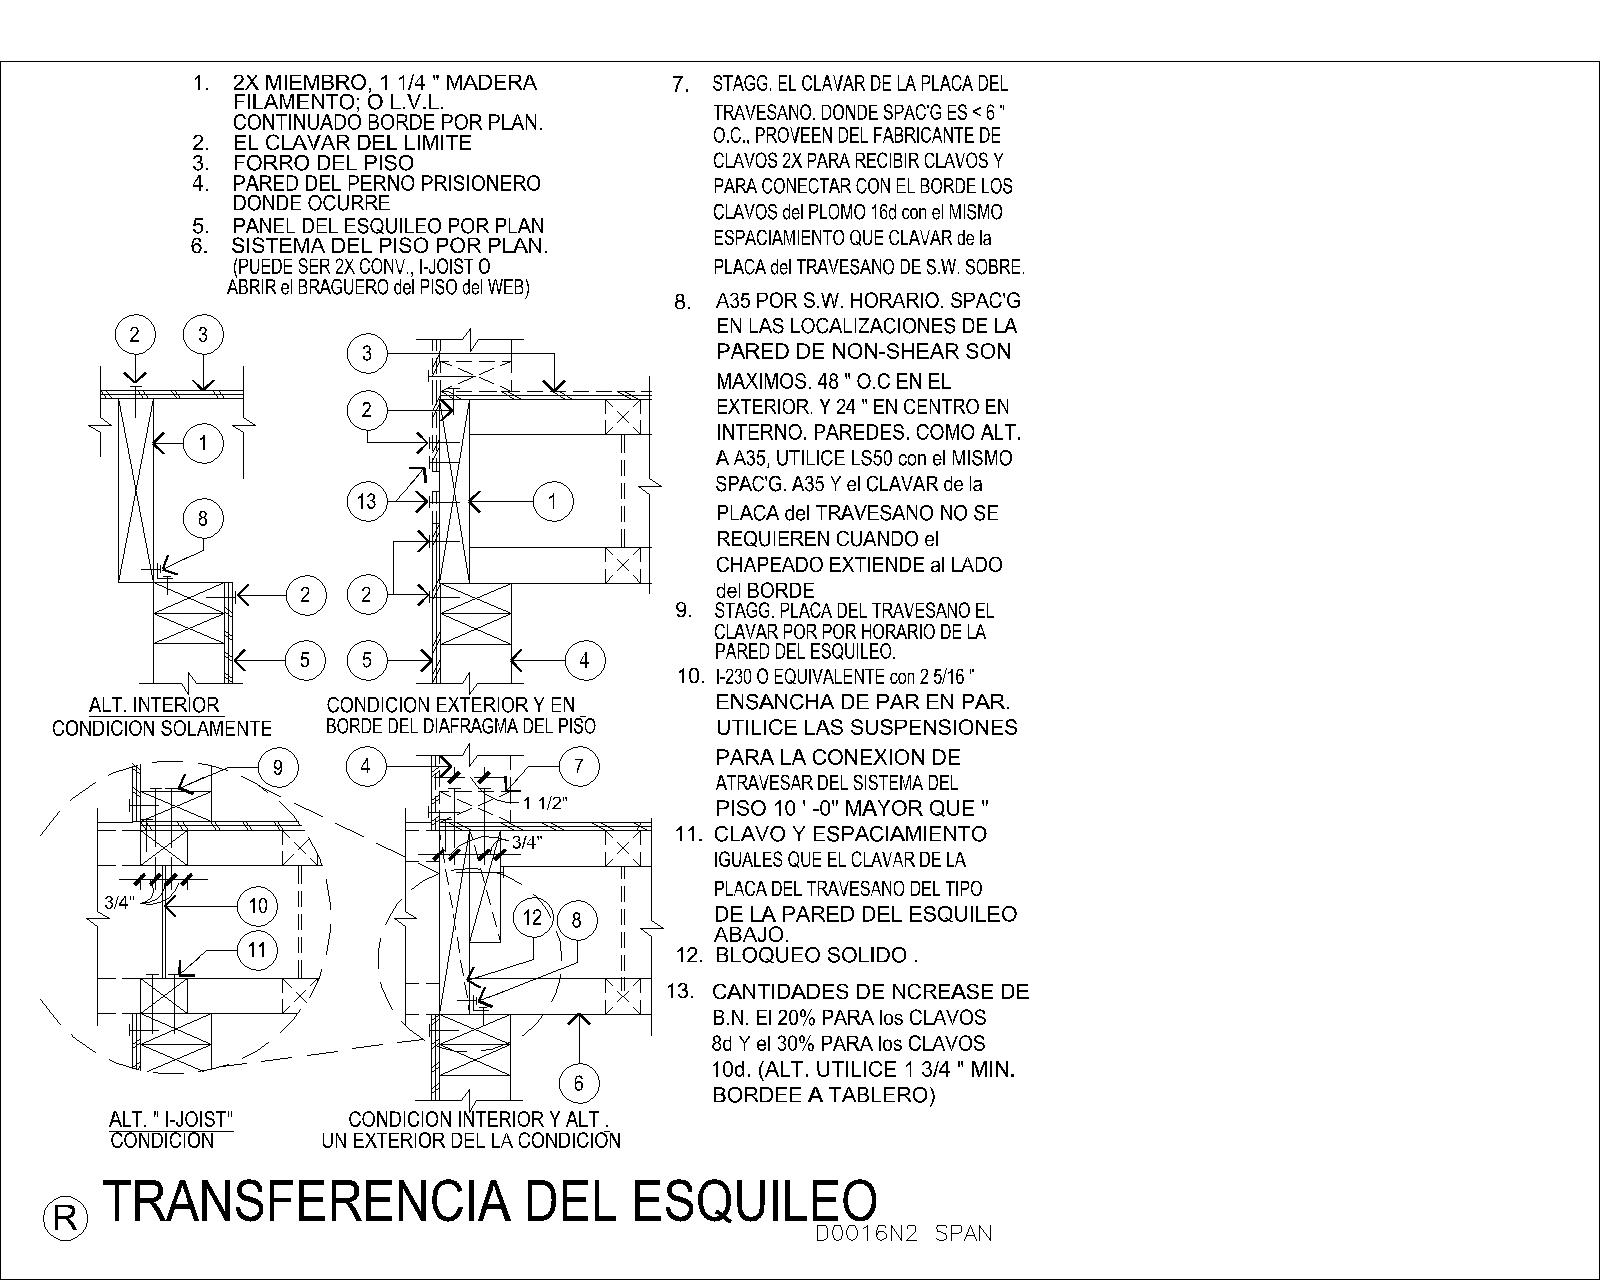 1. 2X MIEMBRO, 1 1/4 " MADERA
FILAMENTO; O L.V.L.
CONTINUADO BORDE POR PLAN.
2. EL CLAVAR DEL LIMITE
3. FORRO DEL PISO
4. PARED DEL PERNO PRISIONERO
DONDE OCURRE
5. PANEL DEL ESQUILEO POR PLAN
6. SISTEMA DEL PISO POR PLAN.
(PUEDE SER 2X CONV., I-JOIST O
ABRIR el BRAGUERO del PISO del WEB)
7. STAGG. EL CLAVAR DE LA PLACA DEL
TRAVESANO. DONDE SPAC'G ES < 6 "
O.C., PROVEEN DEL FABRICANTE DE
CLAVOS 2X PARA RECIBIR CLAVOS Y
PARA CONECTAR CON EL BORDE LOS
CLAVOS del PLOMO 16d con el MISMO
ESPACIAMIENTO QUE CLAVAR de la
PLACA del TRAVESANO DE S.W. SOBRE.
8. A35 POR S.W. HORARIO. SPAC'G
EN LAS LOCALIZACIONES DE LA
PARED DE NON-SHEAR SON
MAXIMOS. 48 " O.C EN EL
EXTERIOR. Y 24 " EN CENTRO EN
INTERNO. PAREDES. COMO ALT.
A A35, UTILICE LS50 con el MISMO
SPAC'G. A35 Y el CLAVAR de la
PLACA del TRAVESANO NO SE
REQUIEREN CUANDO el
CHAPEADO EXTIENDE al LADO
del BORDE
9. STAGG. PLACA DEL TRAVESANO EL
CLAVAR POR POR HORARIO DE LA
PARED DEL ESQUILEO.
10. I-230 O EQUIVALENTE con 2 5/16 "
ENSANCHA DE PAR EN PAR.
UTILICE LAS SUSPENSIONES
PARA LA CONEXION DE
ATRAVESAR DEL SISTEMA DEL
PISO 10 ' -0" MAYOR QUE "
11. CLAVO Y ESPACIAMIENTO
IGUALES QUE EL CLAVAR DE LA
PLACA DEL TRAVESANO DEL TIPO
DE LA PARED DEL ESQUILEO
ABAJO.
12. BLOQUEO SOLIDO .
13. CANTIDADES DE NCREASE DE
B.N. El 20% PARA los CLAVOS
8d Y el 30% PARA los CLAVOS
10d. (ALT. UTILICE 1 3/4 " MIN.
BORDEE A TABLERO)
2
3
1
8
2
5
ALT. INTERIOR
CONDICION SOLAMENTE
3
2
13
1
2
5
4
CONDICION EXTERIOR Y EN
BORDE DEL DIAFRAGMA DEL PISO
9
3/4"
10
11
ALT. " I-JOIST"
CONDICION
4
7
1 1/2"
3/4"
12
8
6
CONDICION INTERIOR Y ALT .
UN EXTERIOR DEL LA CONDICION
R
TRANSFERENCIA DEL ESQUILEO
D0016N2 SPAN